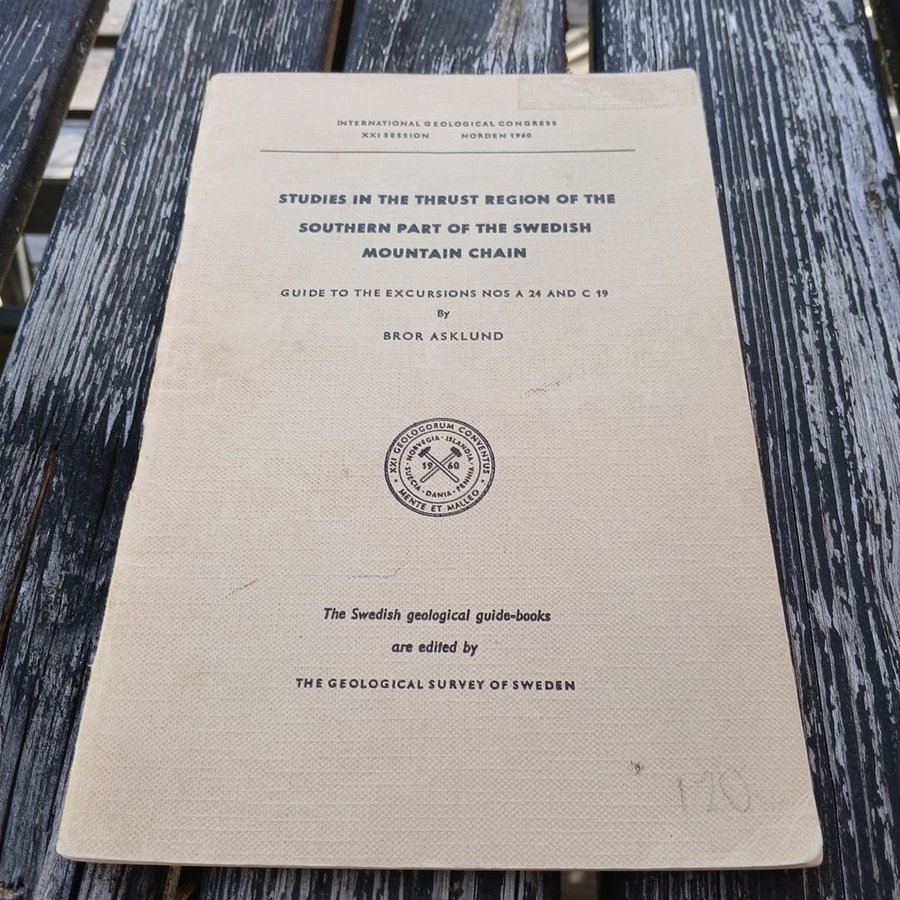 INTERNATIONAL GEOLOGICAL CONGRESS
XXI SESSION NORDEN 1960
STUDIES IN THE THRUST REGION OF THE
SOUTHERN PART OF THE SWEDISH
MOUNTAIN CHAIN
GUIDE TO THE EXCURSIONS NOS A 24 AND C 19
By
BROR ASKLUND
XXI GEOLOGORUM CONVENTUS
NORVEGIA · ISLANDIA
1960
SUECIA · DANIA · FENNIA
MENTE ET MALLEO
The Swedish geological guide-books
are edited by
THE GEOLOGICAL SURVEY OF SWEDEN
120